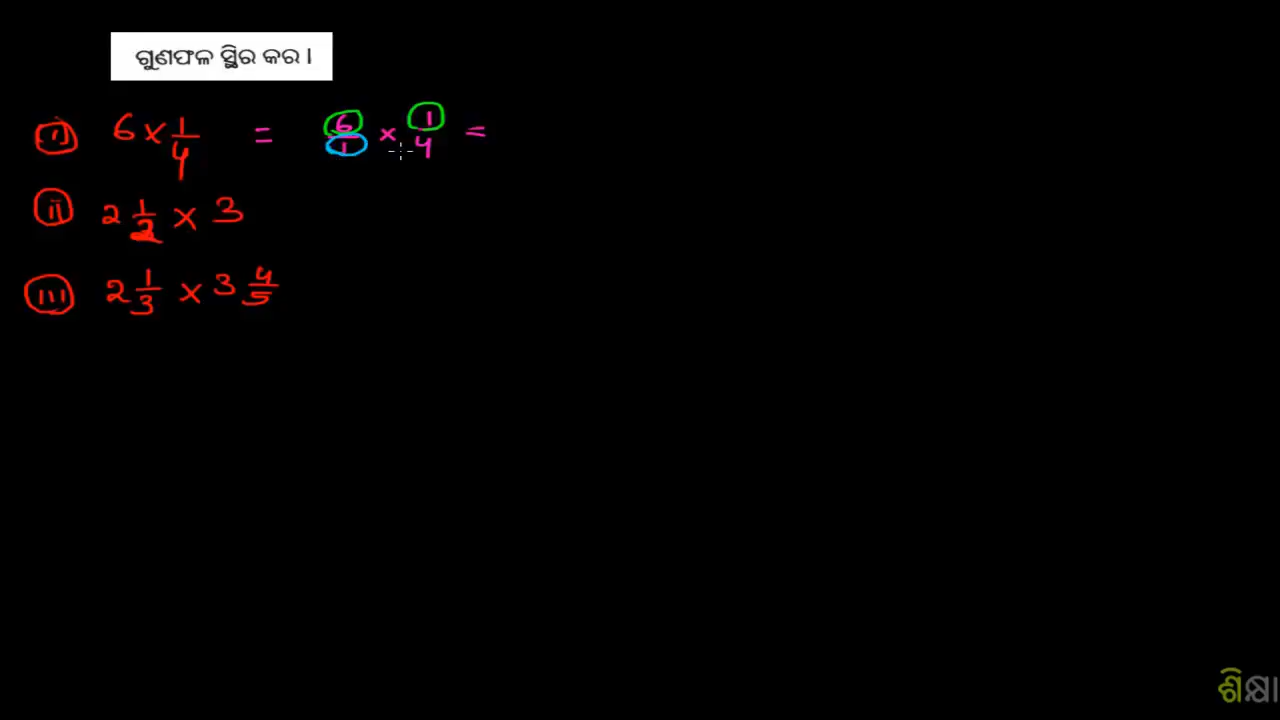 ଗୁଣଫଳ ସ୍ଥିର କର ।
(i) 6 × 1/4 = 6/1 × 1/4 =
(ii) 2 1/2 × 3
(iii) 2 1/3 × 3 4/5
ଶିକ୍ଷା